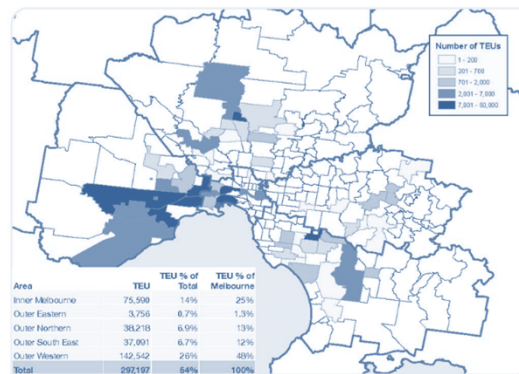 Number of TEUs
1 - 200
201 - 700
701 - 2,000
2,001 - 7,000
7,001 - 60,000
Area TEU TEU % of Total TEU % of Melbourne
Inner Melbourne 75,590 14% 25%
Outer Eastern 3,756 0.7% 1.3%
Outer Northern 38,218 6.9% 13%
Outer South East 37,091 6.7% 12%
Outer Western 142,542 26% 48%
Total 297,197 54% 100%